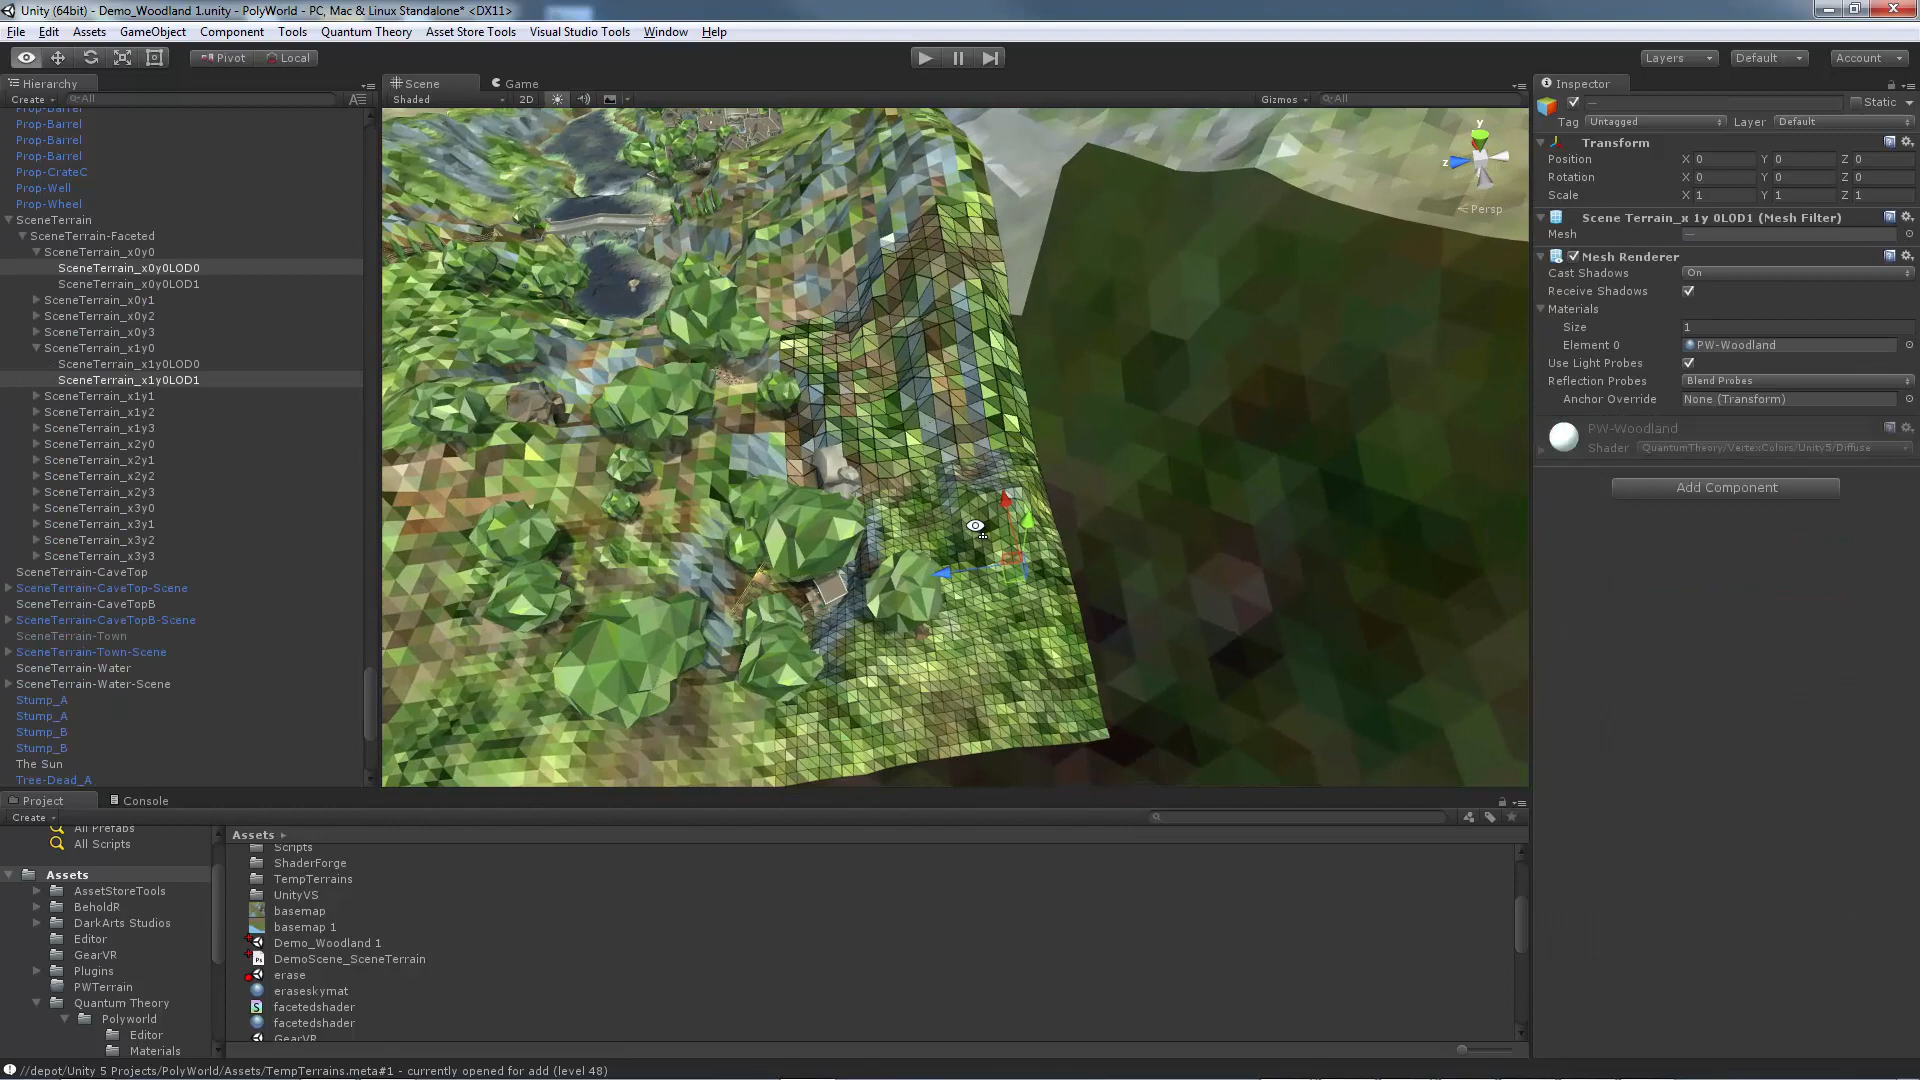 Unity (64bit) - Demo_Woodland 1.unity - PolyWorld - PC, Mac & Linux Standalone* <DX11>
File Edit Assets GameObject Component Tools Quantum Theory Asset Store Tools Visual Studio Tools Window Help
Pivot Local Layers Default Account
Hierarchy
Create All
Prop-Barrel
Prop-Barrel
Prop-Barrel
Prop-Barrel
Prop-CrateC
Prop-Well
Prop-Wheel
SceneTerrain
SceneTerrain-Faceted
SceneTerrain_x0y0
SceneTerrain_x0y0LOD0
SceneTerrain_x0y0LOD1
SceneTerrain_x0y1
SceneTerrain_x0y2
SceneTerrain_x0y3
SceneTerrain_x1y0
SceneTerrain_x1y0LOD0
SceneTerrain_x1y0LOD1
SceneTerrain_x1y1
SceneTerrain_x1y2
SceneTerrain_x1y3
SceneTerrain_x2y0
SceneTerrain_x2y1
SceneTerrain_x2y2
SceneTerrain_x2y3
SceneTerrain_x3y0
SceneTerrain_x3y1
SceneTerrain_x3y2
SceneTerrain_x3y3
SceneTerrain-CaveTop
SceneTerrain-CaveTop-Scene
SceneTerrain-CaveTopB
SceneTerrain-CaveTopB-Scene
SceneTerrain-Town
SceneTerrain-Town-Scene
SceneTerrain-Water
SceneTerrain-Water-Scene
Stump_A
Stump_A
Stump_B
Stump_B
The Sun
Tree-Dead_A
Scene Game
Shaded 2D Gizmos All
y
z
Persp
Inspector
— Static
Tag Untagged Layer Default
Transform
Position X 0 Y 0 Z 0
Rotation X 0 Y 0 Z 0
Scale X 1 Y 1 Z 1
Scene Terrain_x 1y 0LOD1 (Mesh Filter)
Mesh —
Mesh Renderer
Cast Shadows On
Receive Shadows
Materials
Size 1
Element 0 PW-Woodland
Use Light Probes
Reflection Probes Blend Probes
Anchor Override None (Transform)
PW-Woodland
Shader QuantumTheory/VertexColors/Unity5/Diffuse
Add Component
Project Console
Create
All Prefabs
All Scripts
Assets
AssetStoreTools
BeholdR
DarkArts Studios
Editor
GearVR
Plugins
PWTerrain
Quantum Theory
Polyworld
Editor
Materials
Assets
Scripts
ShaderForge
TempTerrains
UnityVS
basemap
basemap 1
Demo_Woodland 1
DemoScene_SceneTerrain
erase
eraseskymat
facetedshader
facetedshader
GearVR
//depot/Unity 5 Projects/PolyWorld/Assets/TempTerrains.meta#1 - currently opened for add (level 48)